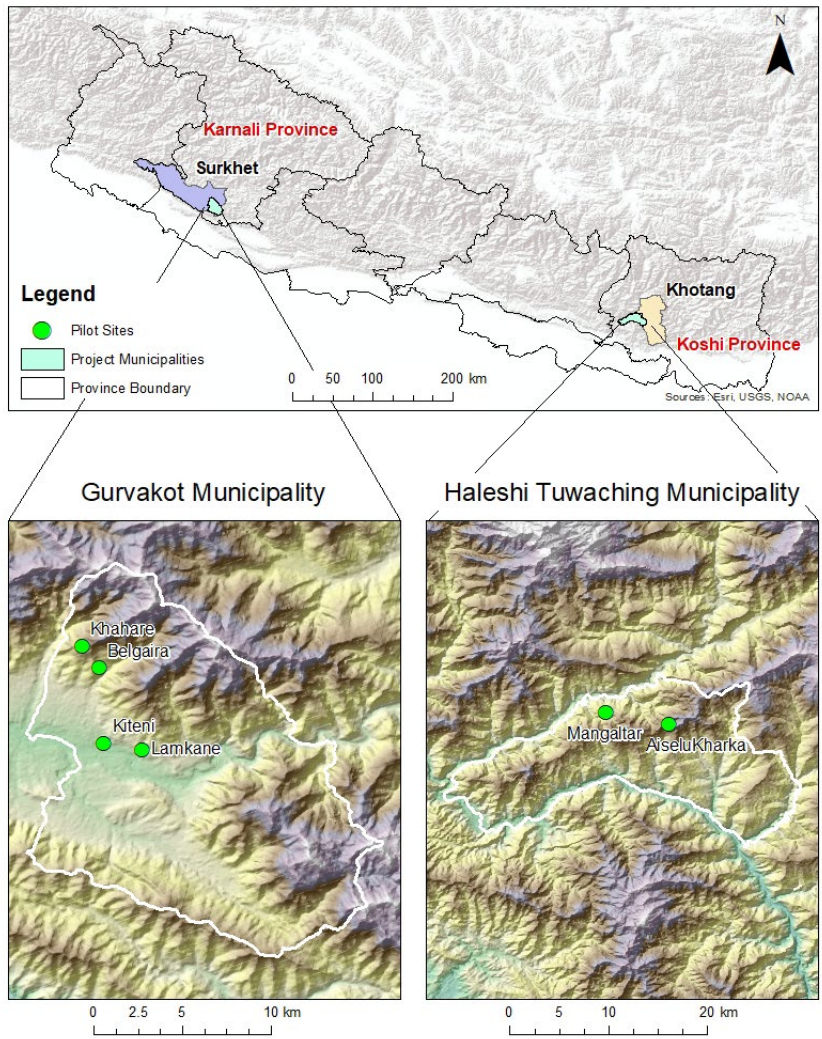 N
Karnali Province
Surkhet
Khotang
Koshi Province
Legend
Pilot Sites
Project Municipalities
Province Boundary
0 50 100 200 km
Sources: Esri, USGS, NOAA
Gurvakot Municipality
Haleshi Tuwaching Municipality
Khahare
Belgaira
Kiteni
Lamkane
Mangaltar
AiseluKharka
0 2.5 5 10 km
0 5 10 20 km